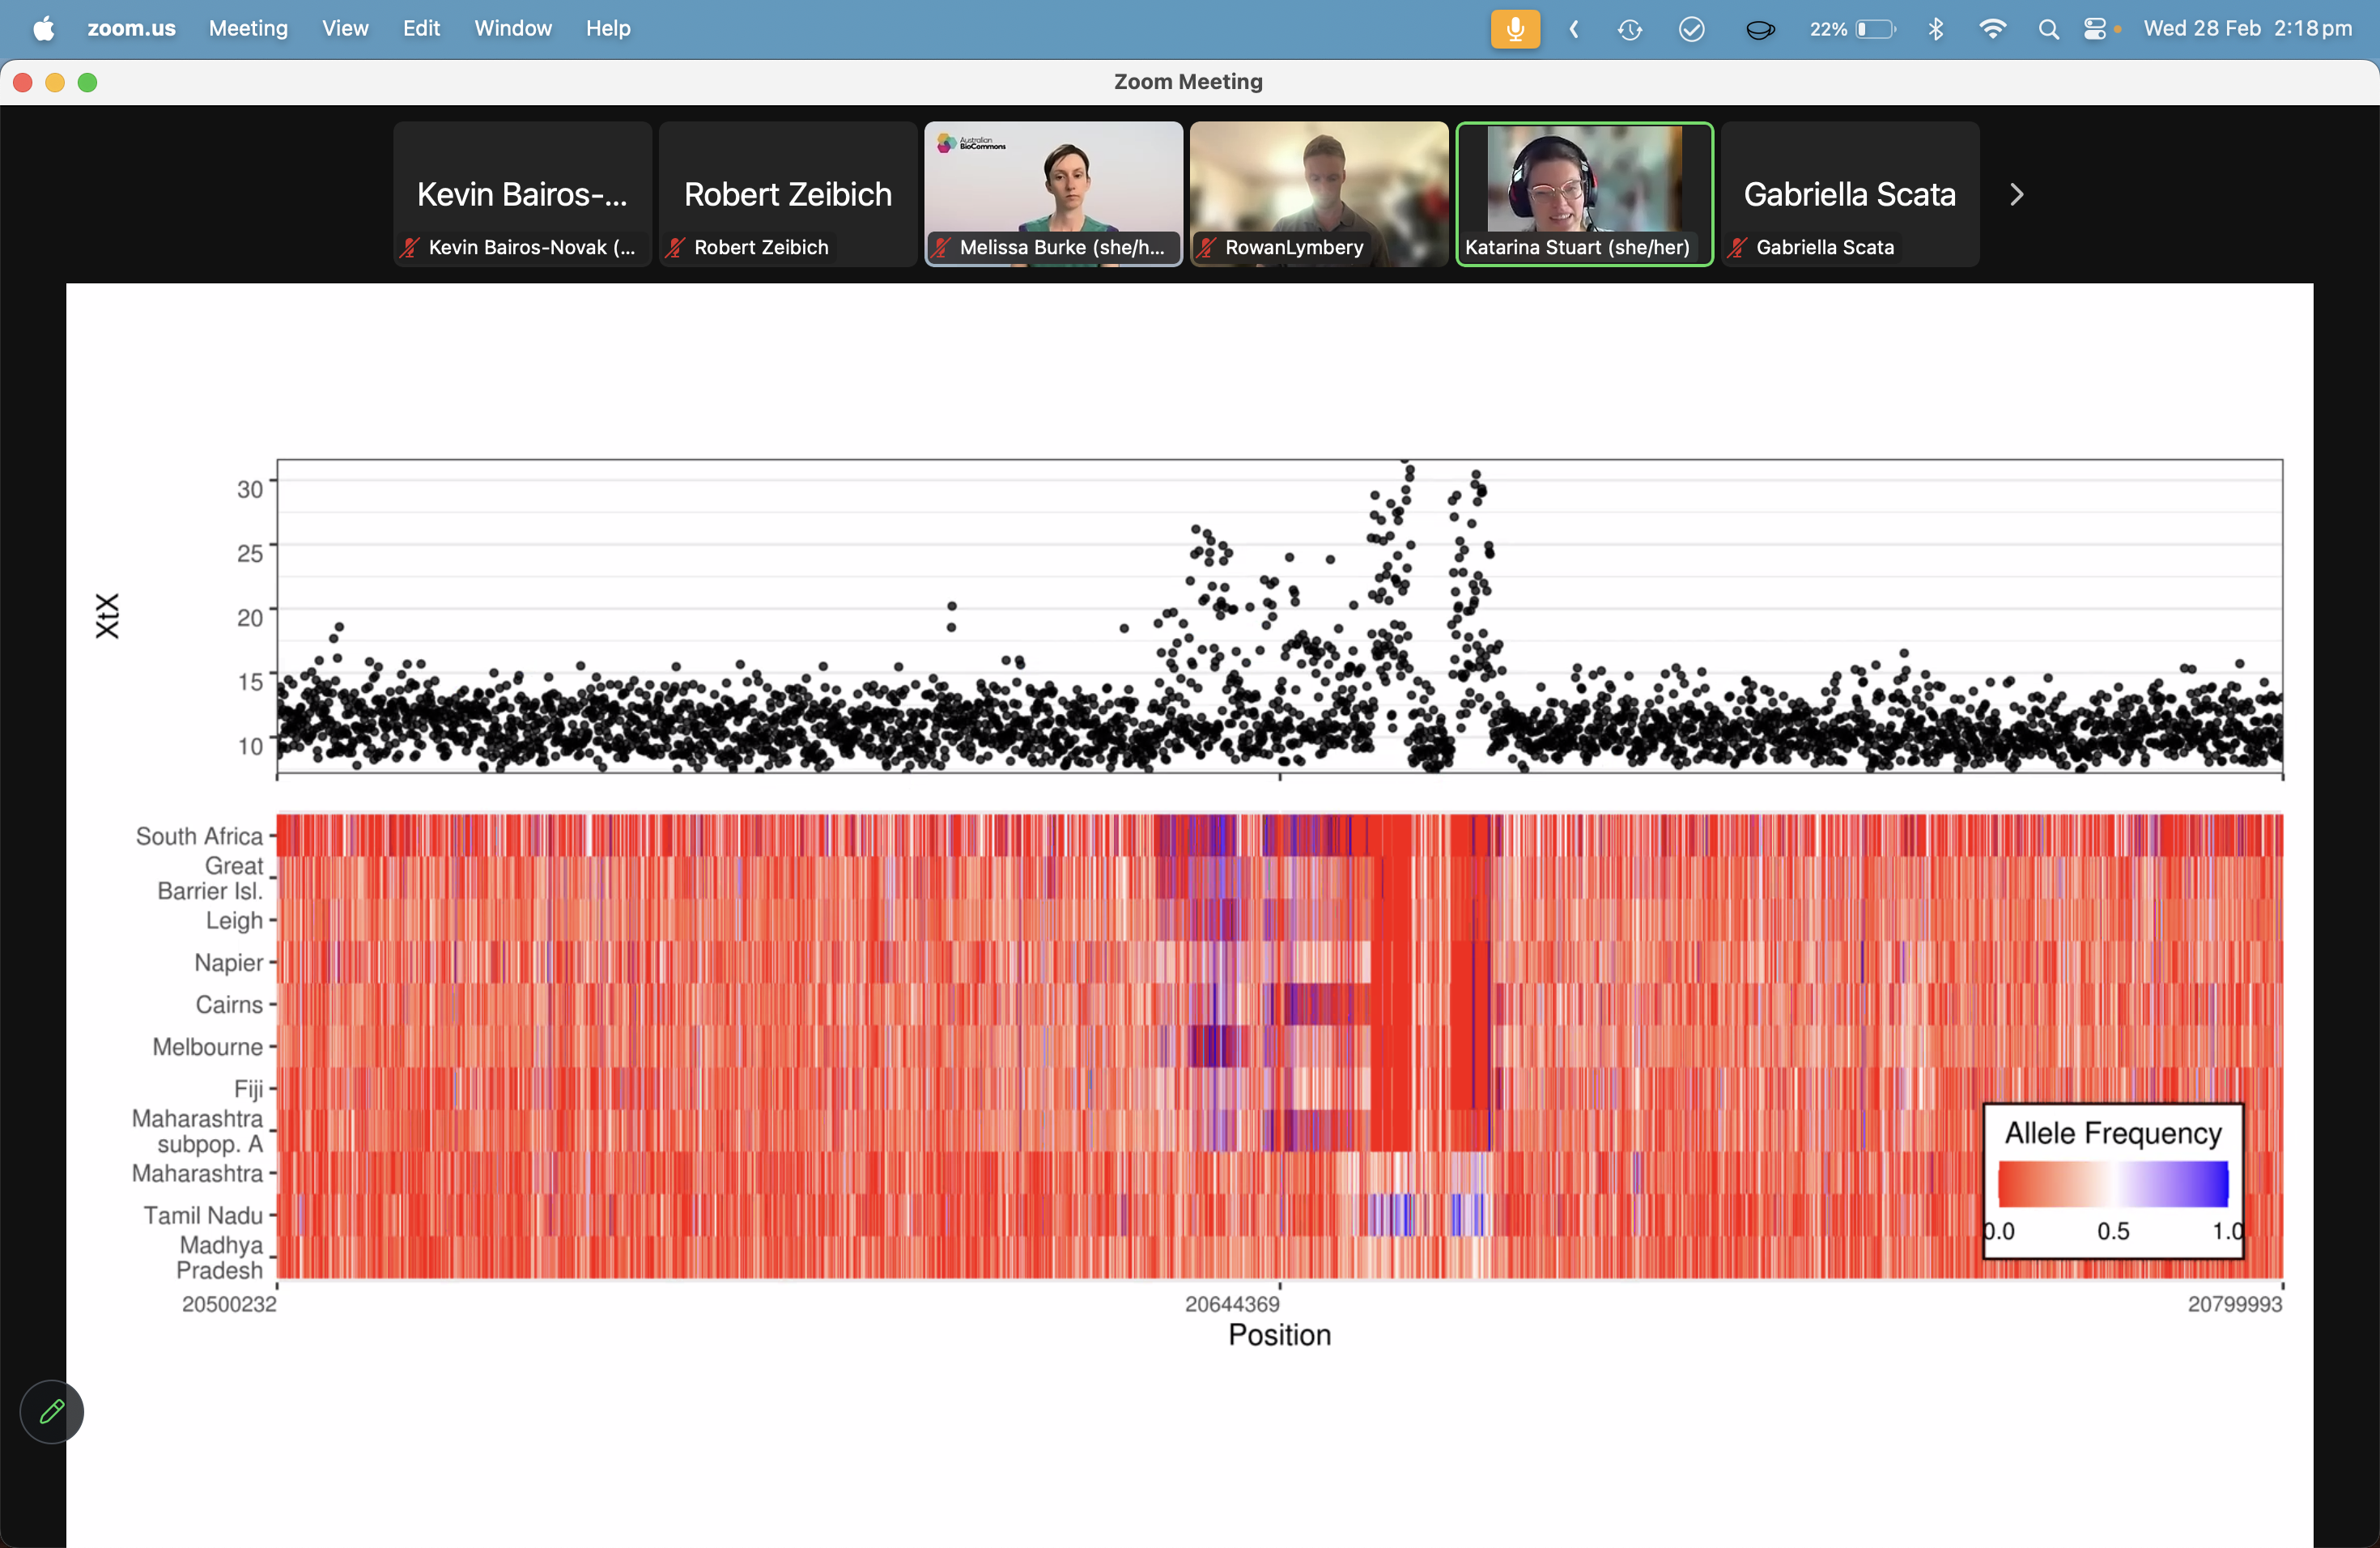 zoom.us Meeting View Edit Window Help 22% Wed 28 Feb 2:18 pm
Zoom Meeting
Australian
BioCommons
Kevin Bairos-... Robert Zeibich Gabriella Scata
Kevin Bairos-Novak (... Robert Zeibich Melissa Burke (she/h... RowanLymbery Katarina Stuart (she/her) Gabriella Scata
30
25
20
15
10
XtX
South Africa
Great
Barrier Isl.
Leigh
Napier
Cairns
Melbourne
Fiji
Maharashtra
subpop. A
Maharashtra
Tamil Nadu
Madhya
Pradesh
Allele Frequency
0.0 0.5 1.0
20500232 20644369 20799993
Position